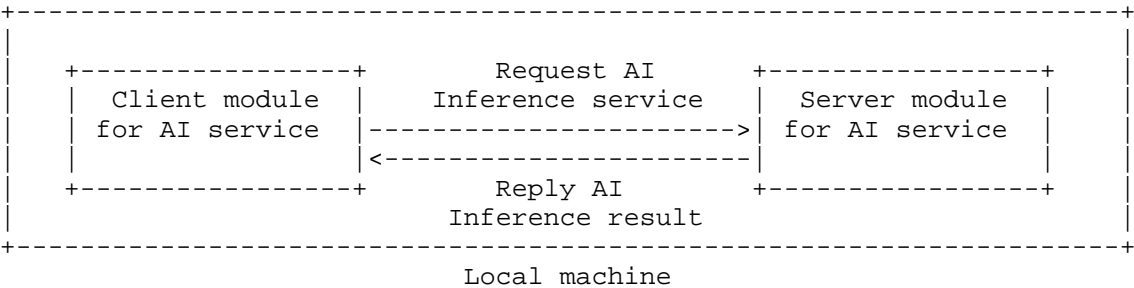 Request AI
Client module Inference service Server module
for AI service for AI service
Reply AI
Inference result
Local machine